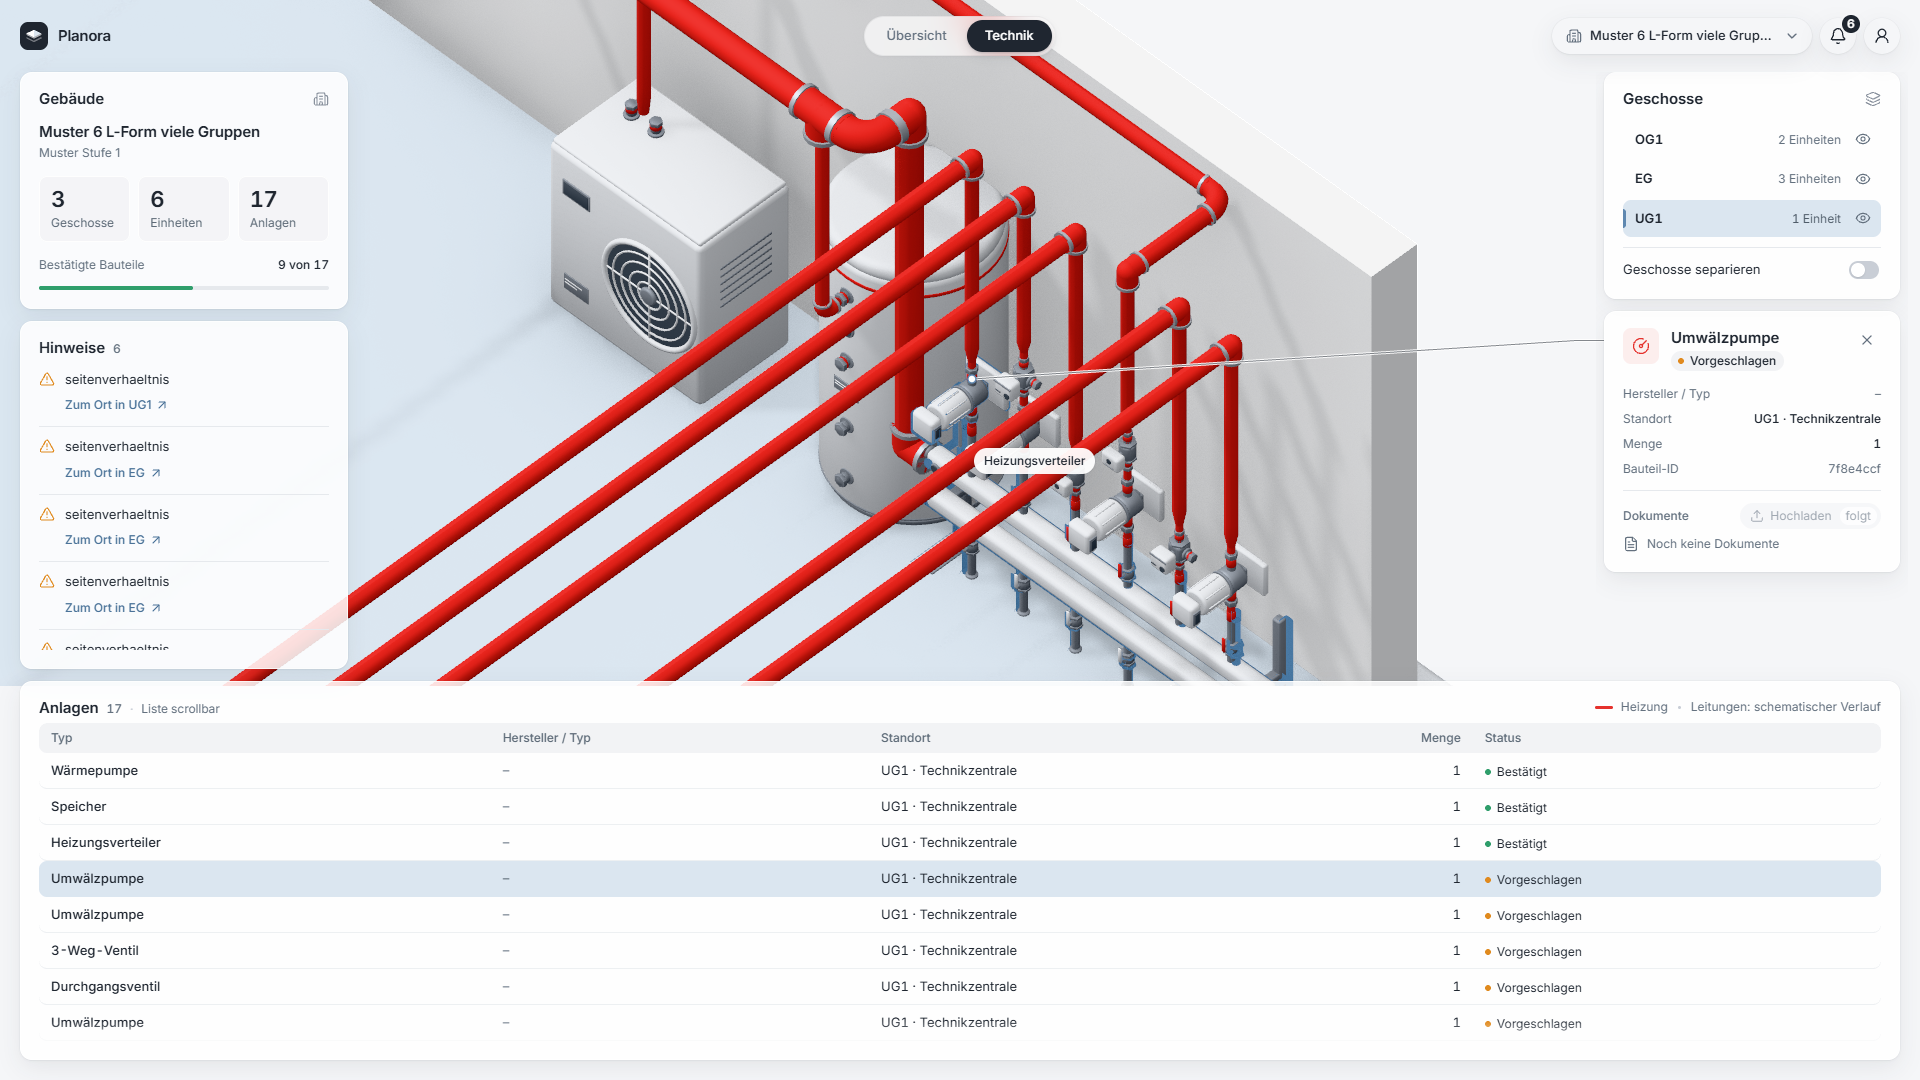 Planora
Übersicht
Technik
Muster 6 L-Form viele Grup...
6
Gebäude
Muster 6 L-Form viele Gruppen
Muster Stufe 1
3
Geschosse
6
Einheiten
17
Anlagen
Bestätigte Bauteile
9 von 17
Hinweise 6
seitenverhaeltnis
Zum Ort in UG1
seitenverhaeltnis
Zum Ort in EG
seitenverhaeltnis
Zum Ort in EG
seitenverhaeltnis
Zum Ort in EG
seitenverhaeltnis
Heizungsverteiler
Geschosse
OG1 2 Einheiten
EG 3 Einheiten
UG1 1 Einheit
Geschosse separieren
Umwälzpumpe
Vorgeschlagen
Hersteller / Typ –
Standort UG1 · Technikzentrale
Menge 1
Bauteil-ID 7f8e4ccf
Dokumente Hochladen folgt
Noch keine Dokumente
Anlagen 17 · Liste scrollbar
Heizung · Leitungen: schematischer Verlauf
Typ Hersteller / Typ Standort Menge Status
Wärmepumpe – UG1 · Technikzentrale 1 Bestätigt
Speicher – UG1 · Technikzentrale 1 Bestätigt
Heizungsverteiler – UG1 · Technikzentrale 1 Bestätigt
Umwälzpumpe – UG1 · Technikzentrale 1 Vorgeschlagen
Umwälzpumpe – UG1 · Technikzentrale 1 Vorgeschlagen
3-Weg-Ventil – UG1 · Technikzentrale 1 Vorgeschlagen
Durchgangsventil – UG1 · Technikzentrale 1 Vorgeschlagen
Umwälzpumpe – UG1 · Technikzentrale 1 Vorgeschlagen